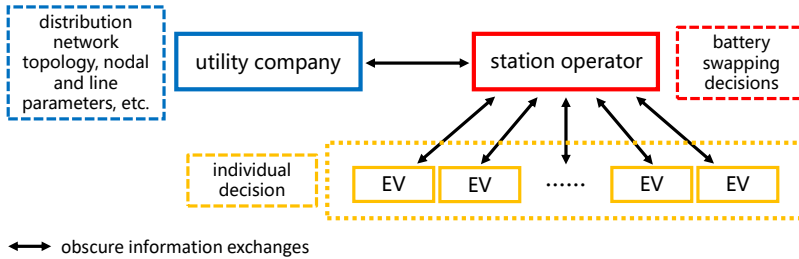 distribution
network
topology, nodal
and line
parameters, etc.
utility company
station operator
battery
swapping
decisions
individual
decision
EV
EV
······
EV
EV
obscure information exchanges